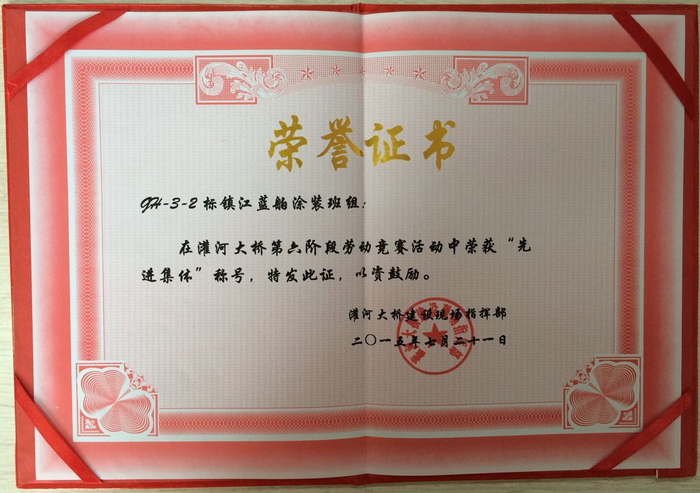 荣誉证书
GH-3-2标镇江蓝舶涂装班组：
在灌河大桥第六阶段劳动竞赛活动中荣获“先
进集体”称号，特发此证，以资鼓励。
灌河大桥建设现场指挥部
二〇一五年七月二十一日